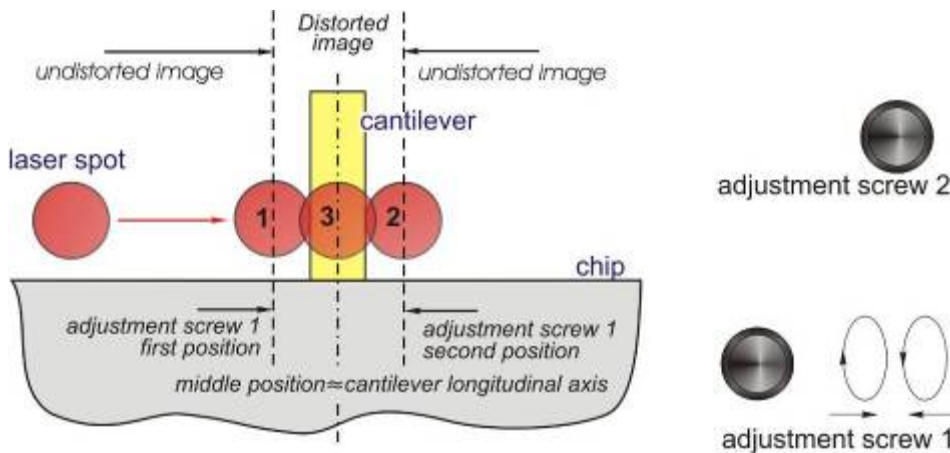 Distorted
image
undistorted image
undistorted image
cantilever
laser spot
1
3
2
adjustment screw 2
chip
adjustment screw 1
first position
adjustment screw 1
second position
middle position≈cantilever longitudinal axis
adjustment screw 1